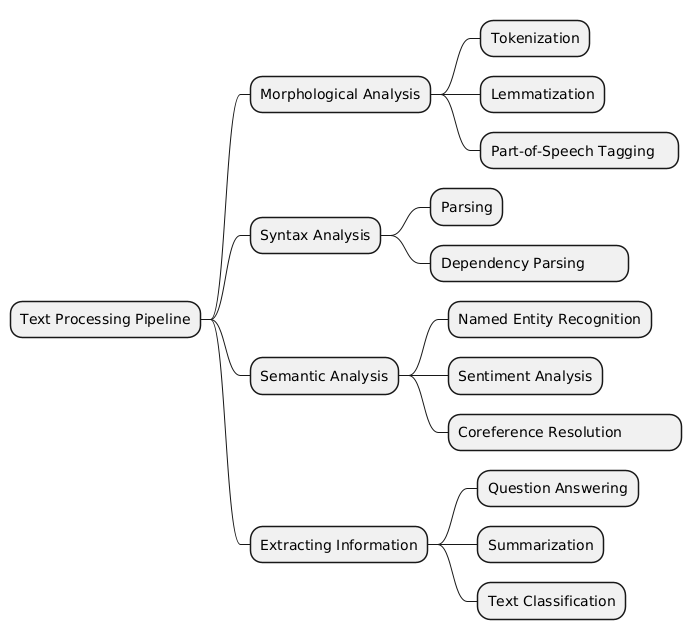 Text Processing Pipeline
Morphological Analysis
Tokenization
Lemmatization
Part-of-Speech Tagging
Syntax Analysis
Parsing
Dependency Parsing
Semantic Analysis
Named Entity Recognition
Sentiment Analysis
Coreference Resolution
Extracting Information
Question Answering
Summarization
Text Classification